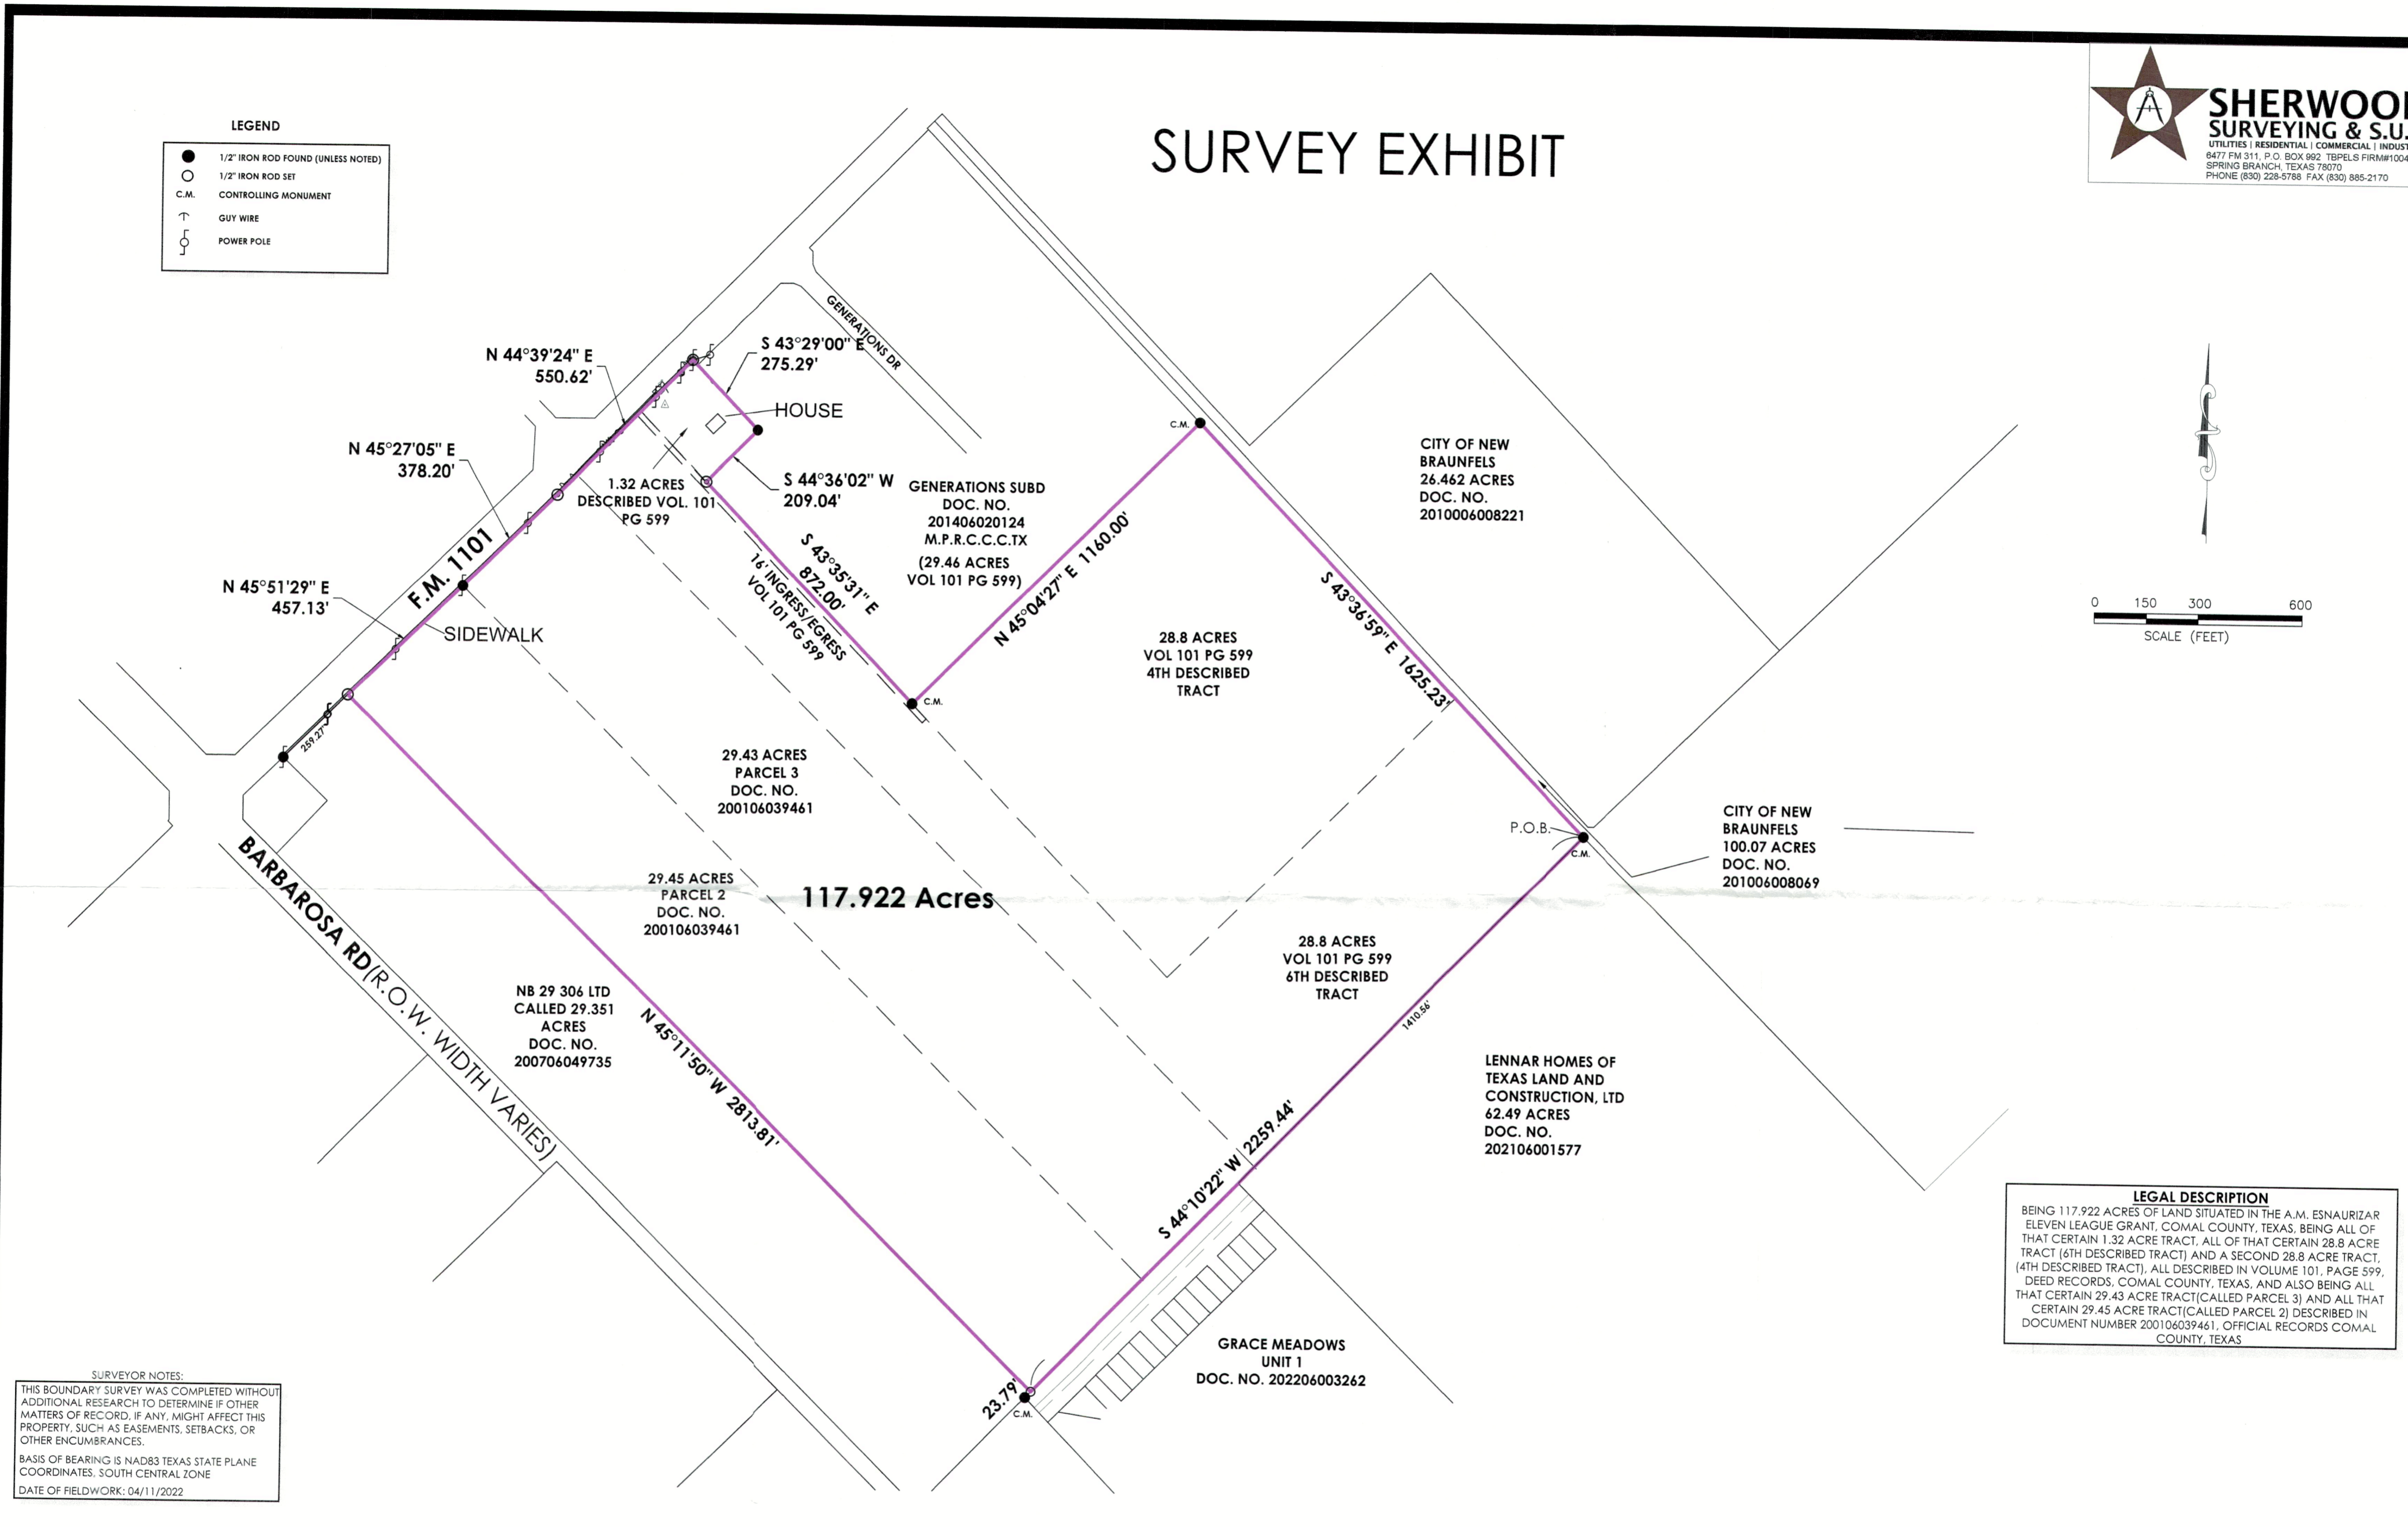 SURVEY EXHIBIT
SHERWOO
SURVEYING & S.U.
UTILITIES | RESIDENTIAL | COMMERCIAL | INDUST
6477 FM 311, P.O. BOX 992 TBPELS FIRM#1004
SPRING BRANCH, TEXAS 78070
PHONE (830) 228-5788 FAX (830) 885-2170
LEGEND
1/2" IRON ROD FOUND (UNLESS NOTED)
1/2" IRON ROD SET
C.M. CONTROLLING MONUMENT
GUY WIRE
POWER POLE
GENERATIONS DR
N 44°39'24" E
550.62'
S 43°29'00" E
275.29'
HOUSE
N 45°27'05" E
378.20'
1.32 ACRES
DESCRIBED VOL. 101
PG 599
S 44°36'02" W
209.04'
GENERATIONS SUBD
DOC. NO.
201406020124
M.P.R.C.C.C.TX
(29.46 ACRES
VOL 101 PG 599)
C.M.
CITY OF NEW
BRAUNFELS
26.462 ACRES
DOC. NO.
2010006008221
0 150 300 600
SCALE (FEET)
F.M. 1101
N 45°51'29" E
457.13'
SIDEWALK
259.27'
S 43°35'31" E
872.00'
16' INGRESS/EGRESS
VOL 101 PG 599
N 45°04'27" E 1160.00'
S 43°36'59" E 1625.23'
28.8 ACRES
VOL 101 PG 599
4TH DESCRIBED
TRACT
C.M.
29.43 ACRES
PARCEL 3
DOC. NO.
200106039461
P.O.B.
C.M.
CITY OF NEW
BRAUNFELS
100.07 ACRES
DOC. NO.
201006008069
BARBAROSA RD(R.O.W. WIDTH VARIES)
29.45 ACRES
PARCEL 2
DOC. NO.
200106039461
117.922 Acres
28.8 ACRES
VOL 101 PG 599
6TH DESCRIBED
TRACT
1410.56'
NB 29 306 LTD
CALLED 29.351
ACRES
DOC. NO.
200706049735
N 45°11'50" W 2813.81'
S 44°10'22" W 2259.44'
LENNAR HOMES OF
TEXAS LAND AND
CONSTRUCTION, LTD
62.49 ACRES
DOC. NO.
202106001577
GRACE MEADOWS
UNIT 1
DOC. NO. 202206003262
23.79'
C.M.
LEGAL DESCRIPTION
BEING 117.922 ACRES OF LAND SITUATED IN THE A.M. ESNAURIZAR
ELEVEN LEAGUE GRANT, COMAL COUNTY, TEXAS, BEING ALL OF
THAT CERTAIN 1.32 ACRE TRACT, ALL OF THAT CERTAIN 28.8 ACRE
TRACT (6TH DESCRIBED TRACT) AND A SECOND 28.8 ACRE TRACT,
(4TH DESCRIBED TRACT), ALL DESCRIBED IN VOLUME 101, PAGE 599,
DEED RECORDS, COMAL COUNTY, TEXAS, AND ALSO BEING ALL
THAT CERTAIN 29.43 ACRE TRACT(CALLED PARCEL 3) AND ALL THAT
CERTAIN 29.45 ACRE TRACT(CALLED PARCEL 2) DESCRIBED IN
DOCUMENT NUMBER 200106039461, OFFICIAL RECORDS COMAL
COUNTY, TEXAS
SURVEYOR NOTES:
THIS BOUNDARY SURVEY WAS COMPLETED WITHOUT
ADDITIONAL RESEARCH TO DETERMINE IF OTHER
MATTERS OF RECORD, IF ANY, MIGHT AFFECT THIS
PROPERTY, SUCH AS EASEMENTS, SETBACKS, OR
OTHER ENCUMBRANCES.
BASIS OF BEARING IS NAD83 TEXAS STATE PLANE
COORDINATES, SOUTH CENTRAL ZONE
DATE OF FIELDWORK: 04/11/2022